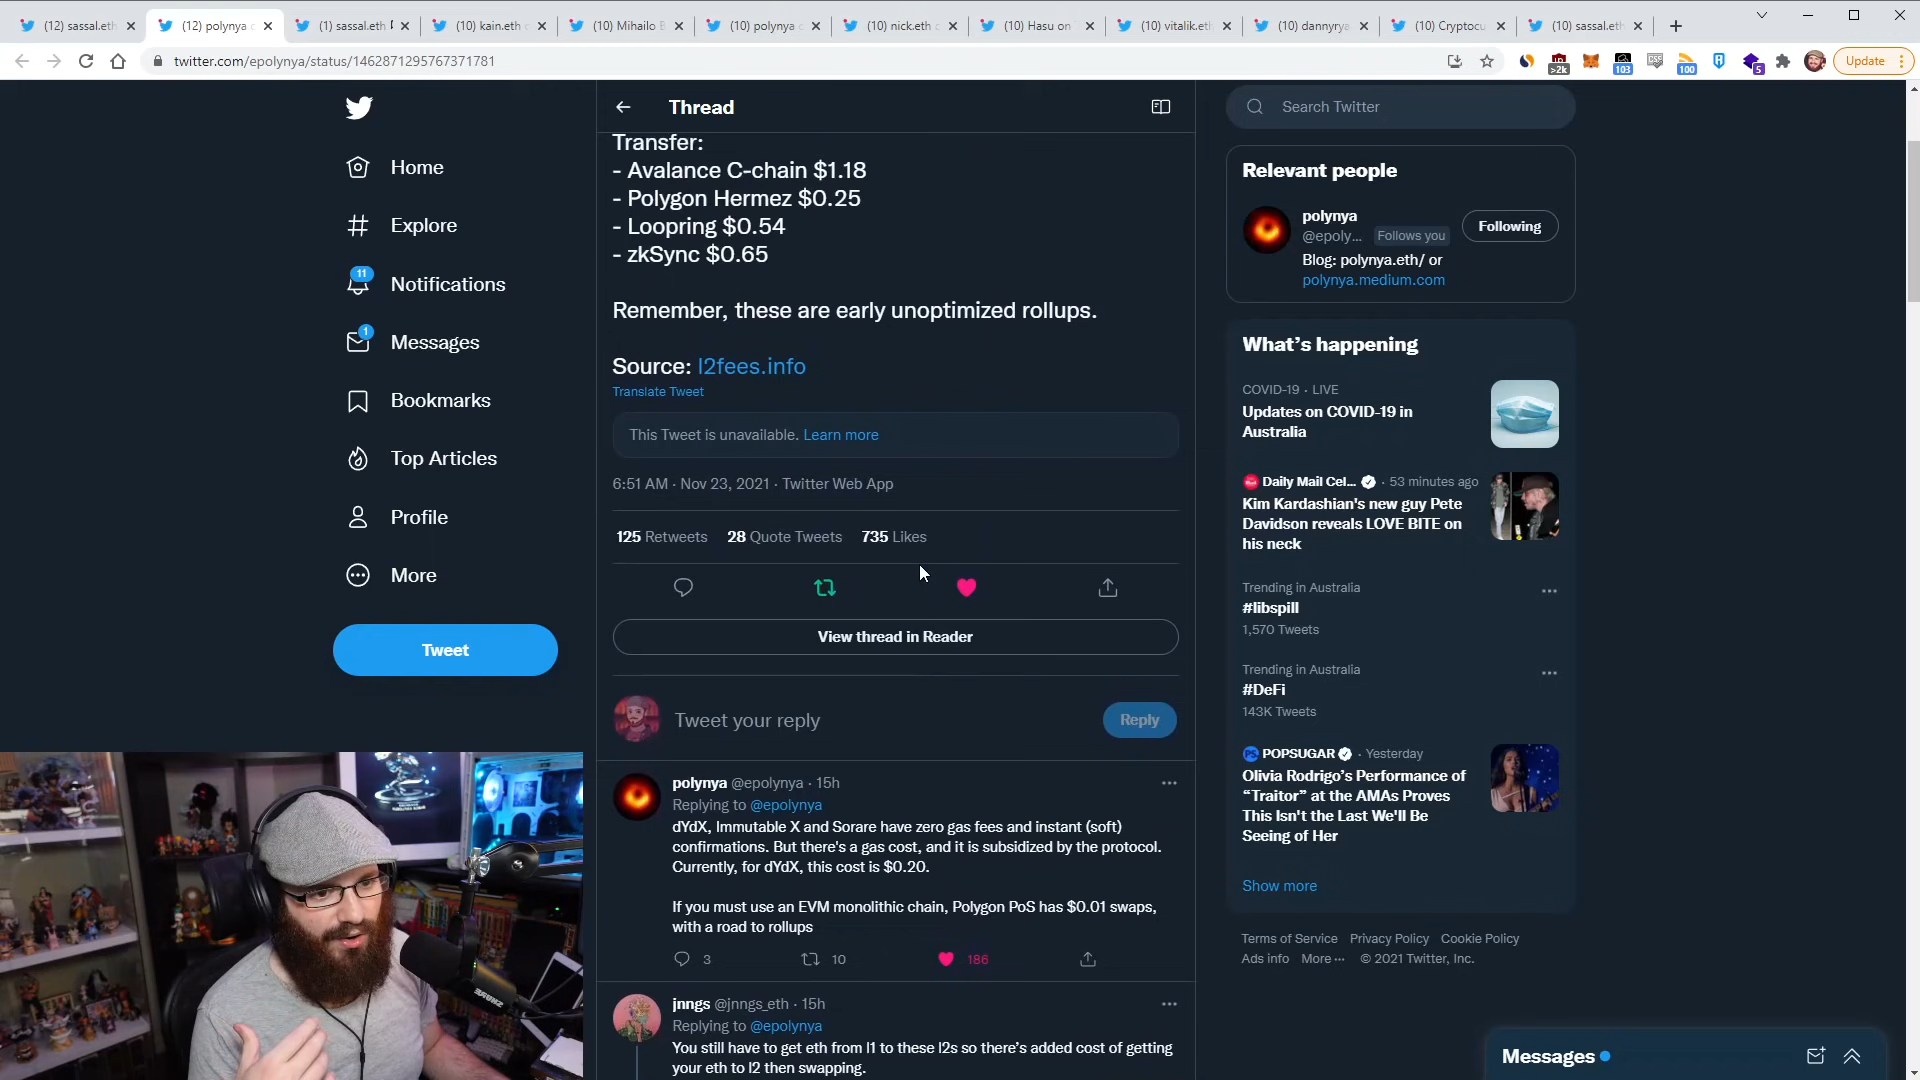 (12) sassal.eth
(12) polynya
(1) sassal.eth
(10) kain.eth
(10) Mihailo B
(10) polynya
(10) nick.eth
(10) Hasu on
(10) vitalik.eth
(10) dannyrya
(10) Cryptocu
(10) sassal.eth
twitter.com/epolynya/status/1462871295767371781
>2k
103
100
5
Update
Home
Explore
11
Notifications
1
Messages
Bookmarks
Top Articles
Profile
More
Tweet
Thread
Transfer:
- Avalance C-chain $1.18
- Polygon Hermez $0.25
- Loopring $0.54
- zkSync $0.65
Remember, these are early unoptimized rollups.
Source: l2fees.info
Translate Tweet
This Tweet is unavailable. Learn more
6:51 AM · Nov 23, 2021 · Twitter Web App
125 Retweets 28 Quote Tweets 735 Likes
View thread in Reader
Tweet your reply
Reply
polynya @epolynya · 15h
Replying to @epolynya
dYdX, Immutable X and Sorare have zero gas fees and instant (soft)
confirmations. But there's a gas cost, and it is subsidized by the protocol.
Currently, for dYdX, this cost is $0.20.
If you must use an EVM monolithic chain, Polygon PoS has $0.01 swaps,
with a road to rollups
3 10 186
jnngs @jnngs_eth · 15h
Replying to @epolynya
You still have to get eth from l1 to these l2s so there's added cost of getting
your eth to l2 then swapping.
Search Twitter
Relevant people
polynya
@epoly... Follows you
Following
Blog: polynya.eth/ or
polynya.medium.com
What's happening
COVID-19 · LIVE
Updates on COVID-19 in
Australia
Daily Mail Cel... · 53 minutes ago
Kim Kardashian's new guy Pete
Davidson reveals LOVE BITE on
his neck
Trending in Australia
#libspill
1,570 Tweets
Trending in Australia
#DeFi
143K Tweets
POPSUGAR · Yesterday
Olivia Rodrigo's Performance of
"Traitor" at the AMAs Proves
This Isn't the Last We'll Be
Seeing of Her
Show more
Terms of Service Privacy Policy Cookie Policy
Ads info More ··· © 2021 Twitter, Inc.
Messages